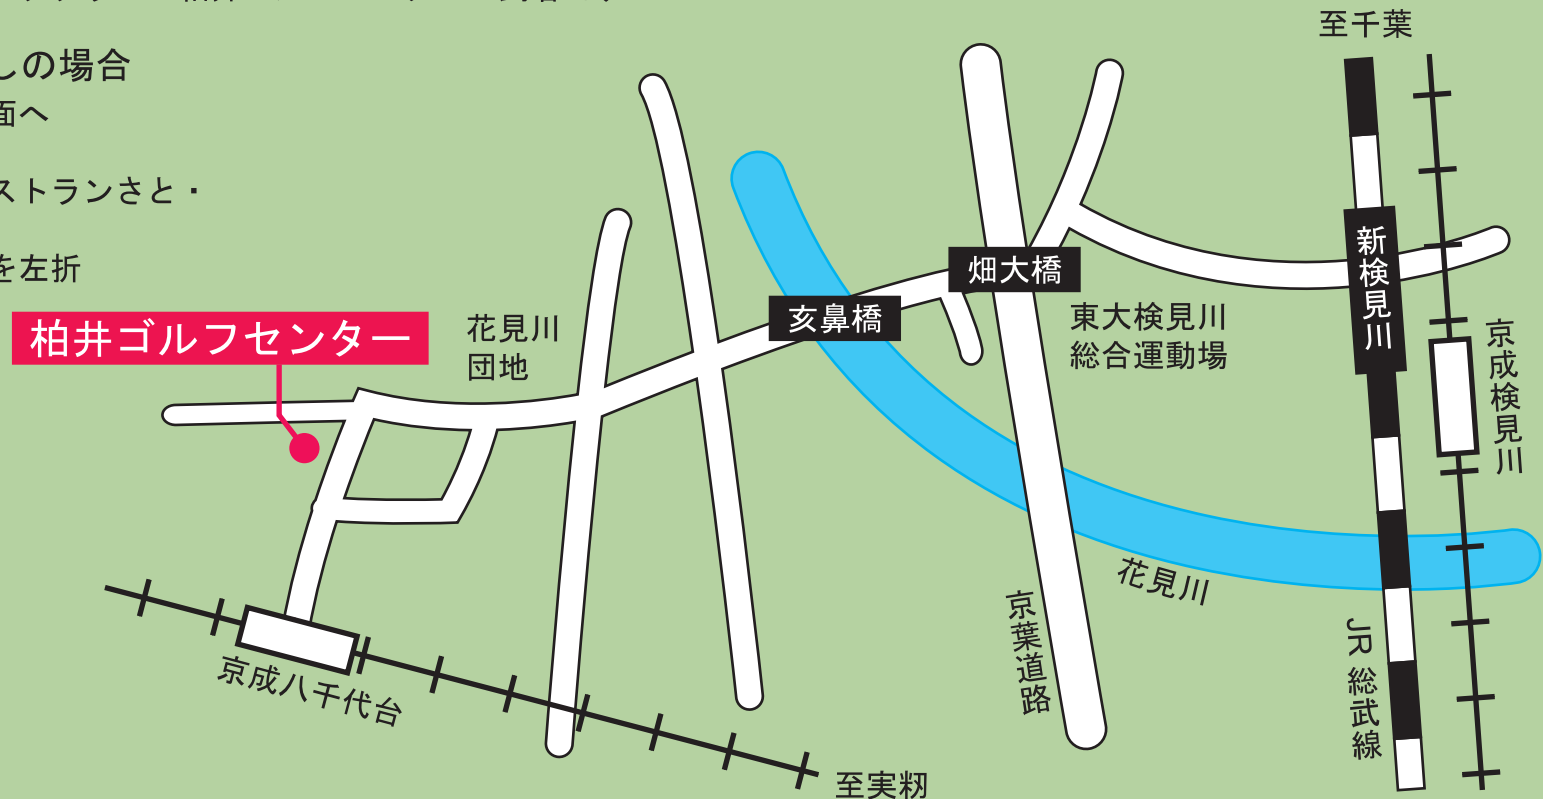 しの場合
面へ
ストランさと・
を左折
柏井ゴルフセンター
花見川
団地
亥鼻橋
畑大橋
東大検見川
総合運動場
至千葉
新検見川
京成検見川
花見川
京葉道路
JR総武線
京成八千代台
至実籾